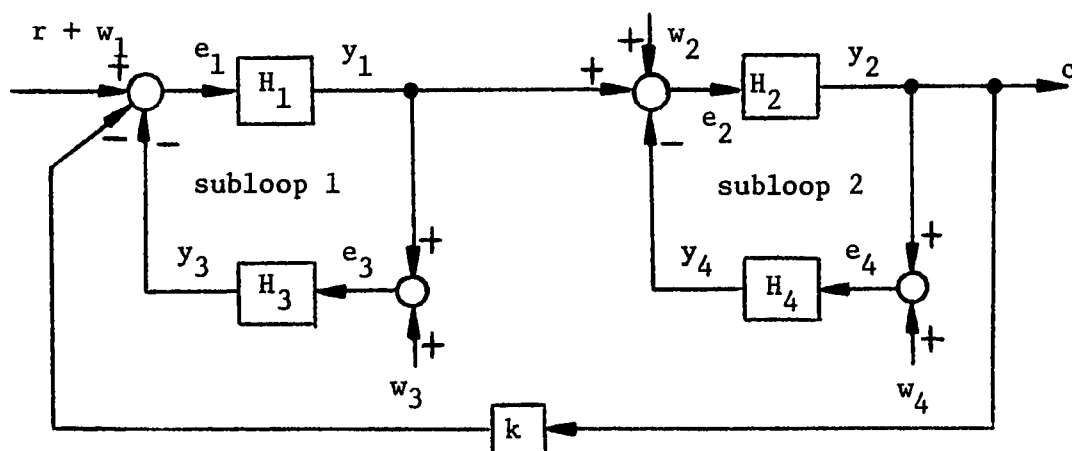 r + w₁
+
−
−
e₁
H₁
y₁
+
+
w₂
−
e₂
H₂
y₂
c
subloop 1
subloop 2
y₃
H₃
e₃
+
+
w₃
y₄
H₄
e₄
+
+
w₄
k